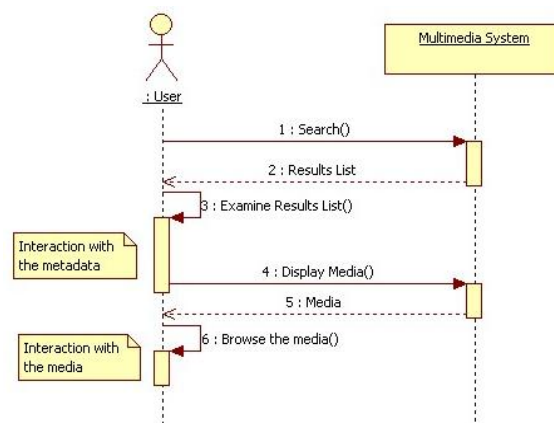 Multimedia System
: User
1 : Search()
2 : Results List
3 : Examine Results List()
Interaction with
the metadata
4 : Display Media()
5 : Media
6 : Browse the media()
Interaction with
the media